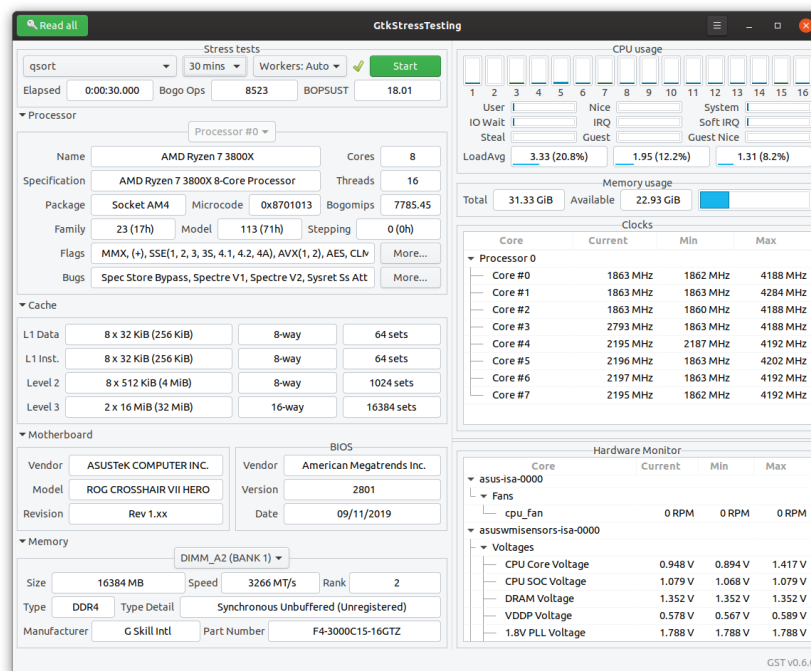 Read all
GtkStressTesting
Stress tests
qsort 30 mins Workers: Auto Start
Elapsed 0:00:30.000 Bogo Ops 8523 BOPSUST 18.01
Processor
Processor #0
Name AMD Ryzen 7 3800X Cores 8
Specification AMD Ryzen 7 3800X 8-Core Processor Threads 16
Package Socket AM4 Microcode 0x8701013 Bogomips 7785.45
Family 23 (17h) Model 113 (71h) Stepping 0 (0h)
Flags MMX, (+), SSE(1, 2, 3, 3S, 4.1, 4.2, 4A), AVX(1, 2), AES, CLM More...
Bugs Spec Store Bypass, Spectre V1, Spectre V2, Sysret Ss Att More...
Cache
L1 Data 8 x 32 KiB (256 KiB) 8-way 64 sets
L1 Inst. 8 x 32 KiB (256 KiB) 8-way 64 sets
Level 2 8 x 512 KiB (4 MiB) 8-way 1024 sets
Level 3 2 x 16 MiB (32 MiB) 16-way 16384 sets
Motherboard
Vendor ASUSTeK COMPUTER INC.
Model ROG CROSSHAIR VII HERO
Revision Rev 1.xx
BIOS
Vendor American Megatrends Inc.
Version 2801
Date 09/11/2019
Memory
DIMM_A2 (BANK 1)
Size 16384 MB Speed 3266 MT/s Rank 2
Type DDR4 Type Detail Synchronous Unbuffered (Unregistered)
Manufacturer G Skill Intl Part Number F4-3000C15-16GTZ
CPU usage
1 2 3 4 5 6 7 8 9 10 11 12 13 14 15 16
User Nice System
IO Wait IRQ Soft IRQ
Steal Guest Guest Nice
LoadAvg 3.33 (20.8%) 1.95 (12.2%) 1.31 (8.2%)
Memory usage
Total 31.33 GiB Available 22.93 GiB
Clocks
Core Current Min Max
Processor 0
Core #0 1863 MHz 1862 MHz 4188 MHz
Core #1 1863 MHz 1863 MHz 4284 MHz
Core #2 1863 MHz 1860 MHz 4188 MHz
Core #3 2793 MHz 1863 MHz 4188 MHz
Core #4 2195 MHz 2187 MHz 4192 MHz
Core #5 2196 MHz 1863 MHz 4202 MHz
Core #6 2197 MHz 1863 MHz 4192 MHz
Core #7 2195 MHz 1862 MHz 4192 MHz
Hardware Monitor
Core Current Min Max
asus-isa-0000
Fans
cpu_fan 0 RPM 0 RPM 0 RPM
asuswmisensors-isa-0000
Voltages
CPU Core Voltage 0.948 V 0.894 V 1.417 V
CPU SOC Voltage 1.079 V 1.068 V 1.079 V
DRAM Voltage 1.352 V 1.352 V 1.352 V
VDDP Voltage 0.578 V 0.567 V 0.589 V
1.8V PLL Voltage 1.788 V 1.788 V 1.788 V
GST